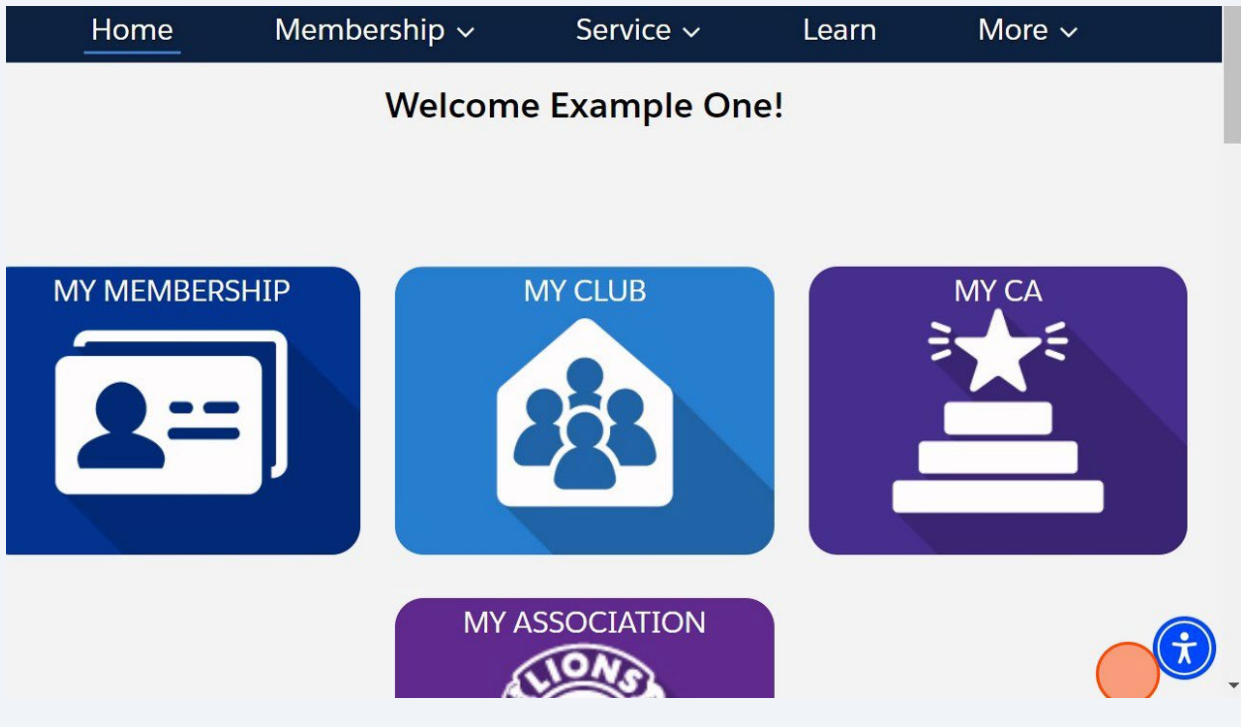 Home Membership Service Learn More
Welcome Example One!
MY MEMBERSHIP MY CLUB MY CA
MY ASSOCIATION
LIONS